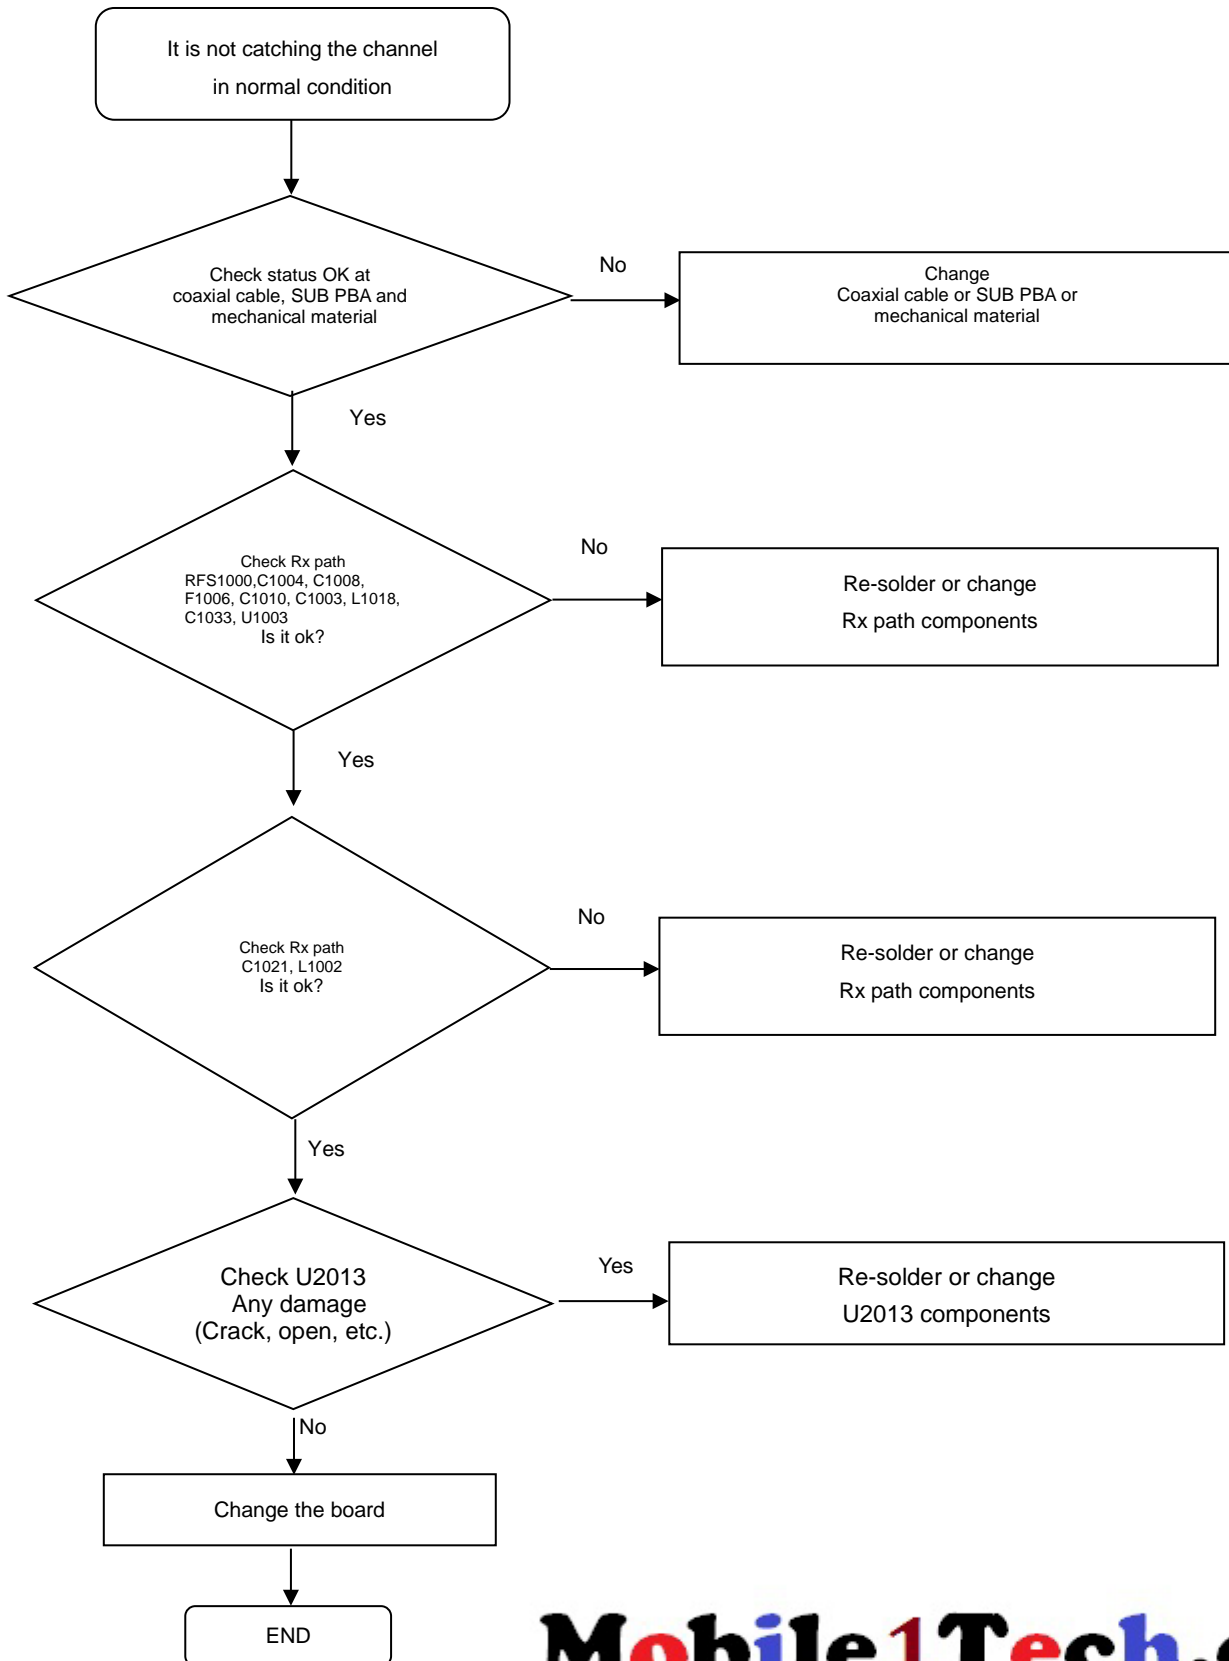 It is not catching the channel
in normal condition
Check status OK at
coaxial cable, SUB PBA and
mechanical material
No
Change
Coaxial cable or SUB PBA or
mechanical material
Yes
Check Rx path
RFS1000,C1004, C1008,
F1006, C1010, C1003, L1018,
C1033, U1003
Is it ok?
No
Re-solder or change
Rx path components
Yes
Check Rx path
C1021, L1002
Is it ok?
No
Re-solder or change
Rx path components
Yes
Check U2013
Any damage
(Crack, open, etc.)
Yes
Re-solder or change
U2013 components
No
Change the board
END
Mobile1Tech.